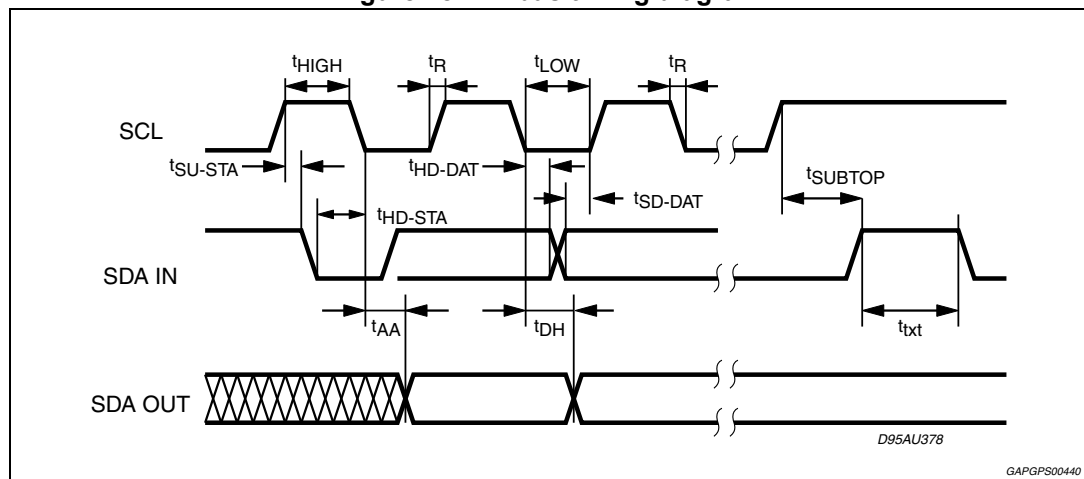 tHIGH
tR
tLOW
tR
SCL
tSU-STA
tHD-DAT
tSUBTOP
tSD-DAT
tHD-STA
SDA IN
tAA
tDH
ttxt
SDA OUT
D95AU378
GAPGPS00440